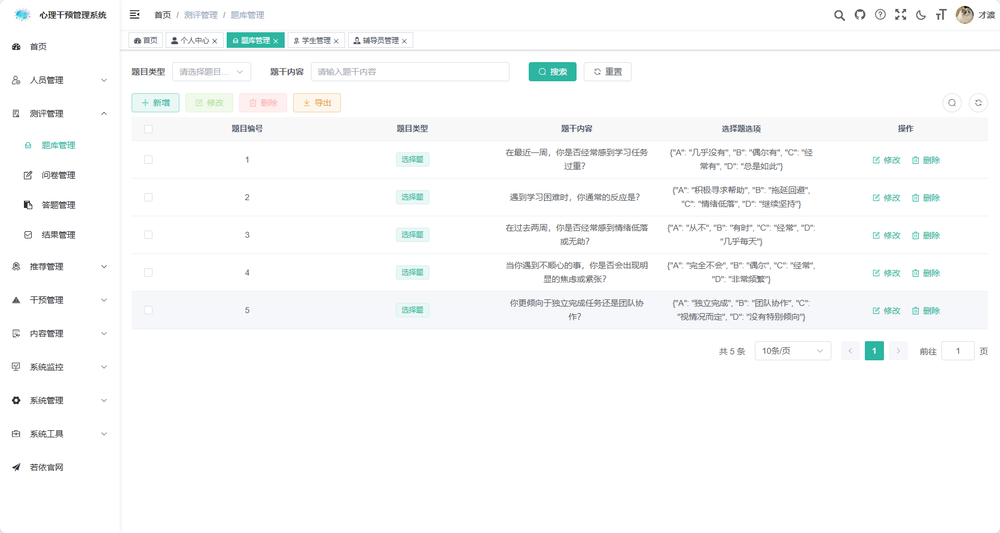 心理干预管理系统
首页
人员管理
测评管理
题库管理
问卷管理
答题管理
结果管理
推荐管理
干预管理
内容管理
系统监控
系统管理
系统工具
若依官网
首页 / 测评管理 / 题库管理
才渡
首页
个人中心
题库管理
学生管理
辅导员管理
题目类型 请选择题目... 题干内容 请输入题干内容 搜索 重置
新增 修改 删除 导出
题目编号 题目类型 题干内容 选择题选项 操作
1 选择题 在最近一周，你是否经常感到学习任务 {"A": "几乎没有", "B": "偶尔有", "C": "经 修改 删除
过重？ 常有", "D": "总是如此"}
2 选择题 遇到学习困难时，你通常的反应是？ {"A": "积极寻求帮助", "B": "拖延回避", 修改 删除
"C": "情绪低落", "D": "继续坚持"}
3 选择题 在过去两周，你是否经常感到情绪低落 {"A": "从不", "B": "有时", "C": "经常", "D": 修改 删除
或无助？ "几乎每天"}
4 选择题 当你遇到不顺心的事，你是否会出现明 {"A": "完全不会", "B": "偶尔", "C": "经常", 修改 删除
显的焦虑或紧张？ "D": "非常频繁"}
5 选择题 你更倾向于独立完成任务还是团队协 {"A": "独立完成", "B": "团队协作", "C": 修改 删除
作？ "视情况而定", "D": "没有特别倾向"}
共 5 条 10条/页 1 前往 1 页